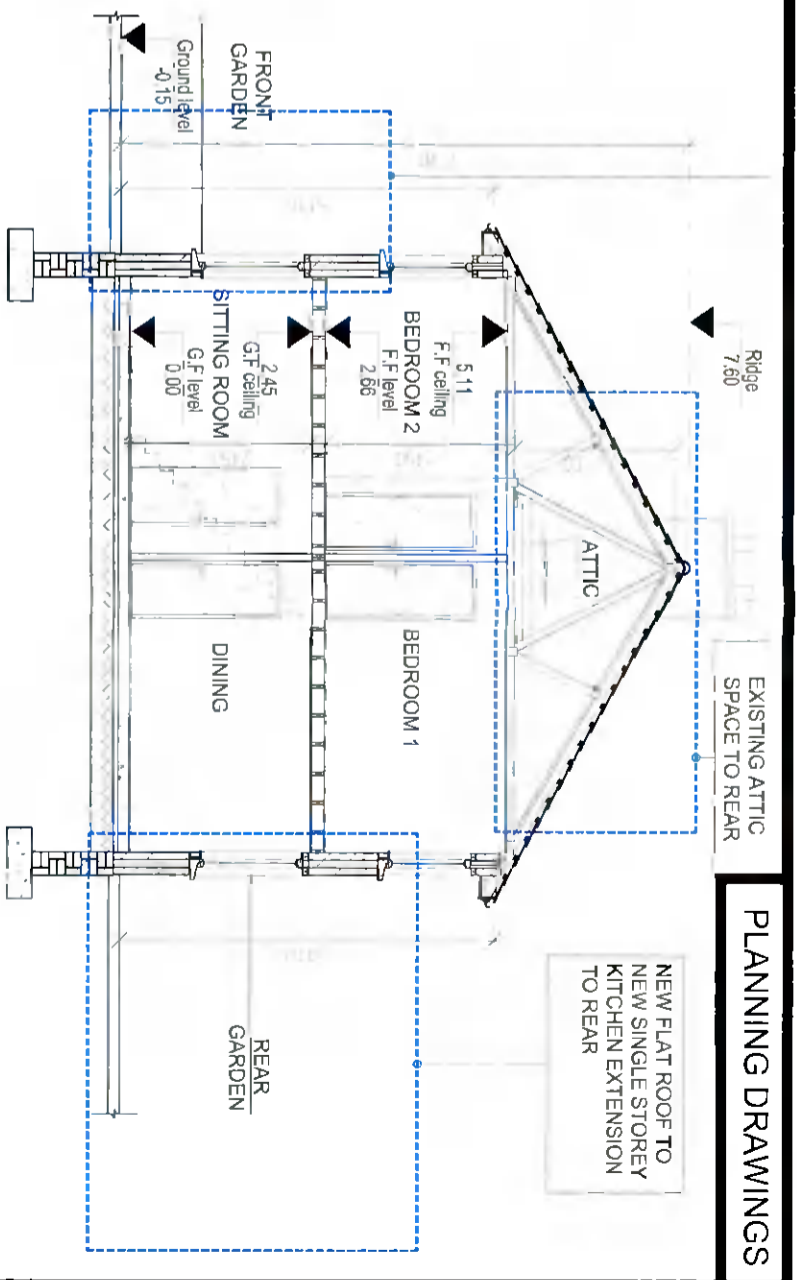 PLANNING DRAWINGS
EXISTING ATTIC
SPACE TO REAR
NEW FLAT ROOF TO
NEW SINGLE STOREY
KITCHEN EXTENSION
TO REAR
Ridge
7.60
ATTIC
5.11
F.F ceiling
BEDROOM 2
F.F level
2.66
BEDROOM 1
2.45
G.F ceiling
SITTING ROOM
G.F level
0.00
DINING
FRONT
GARDEN
Ground level
-0.15
REAR
GARDEN